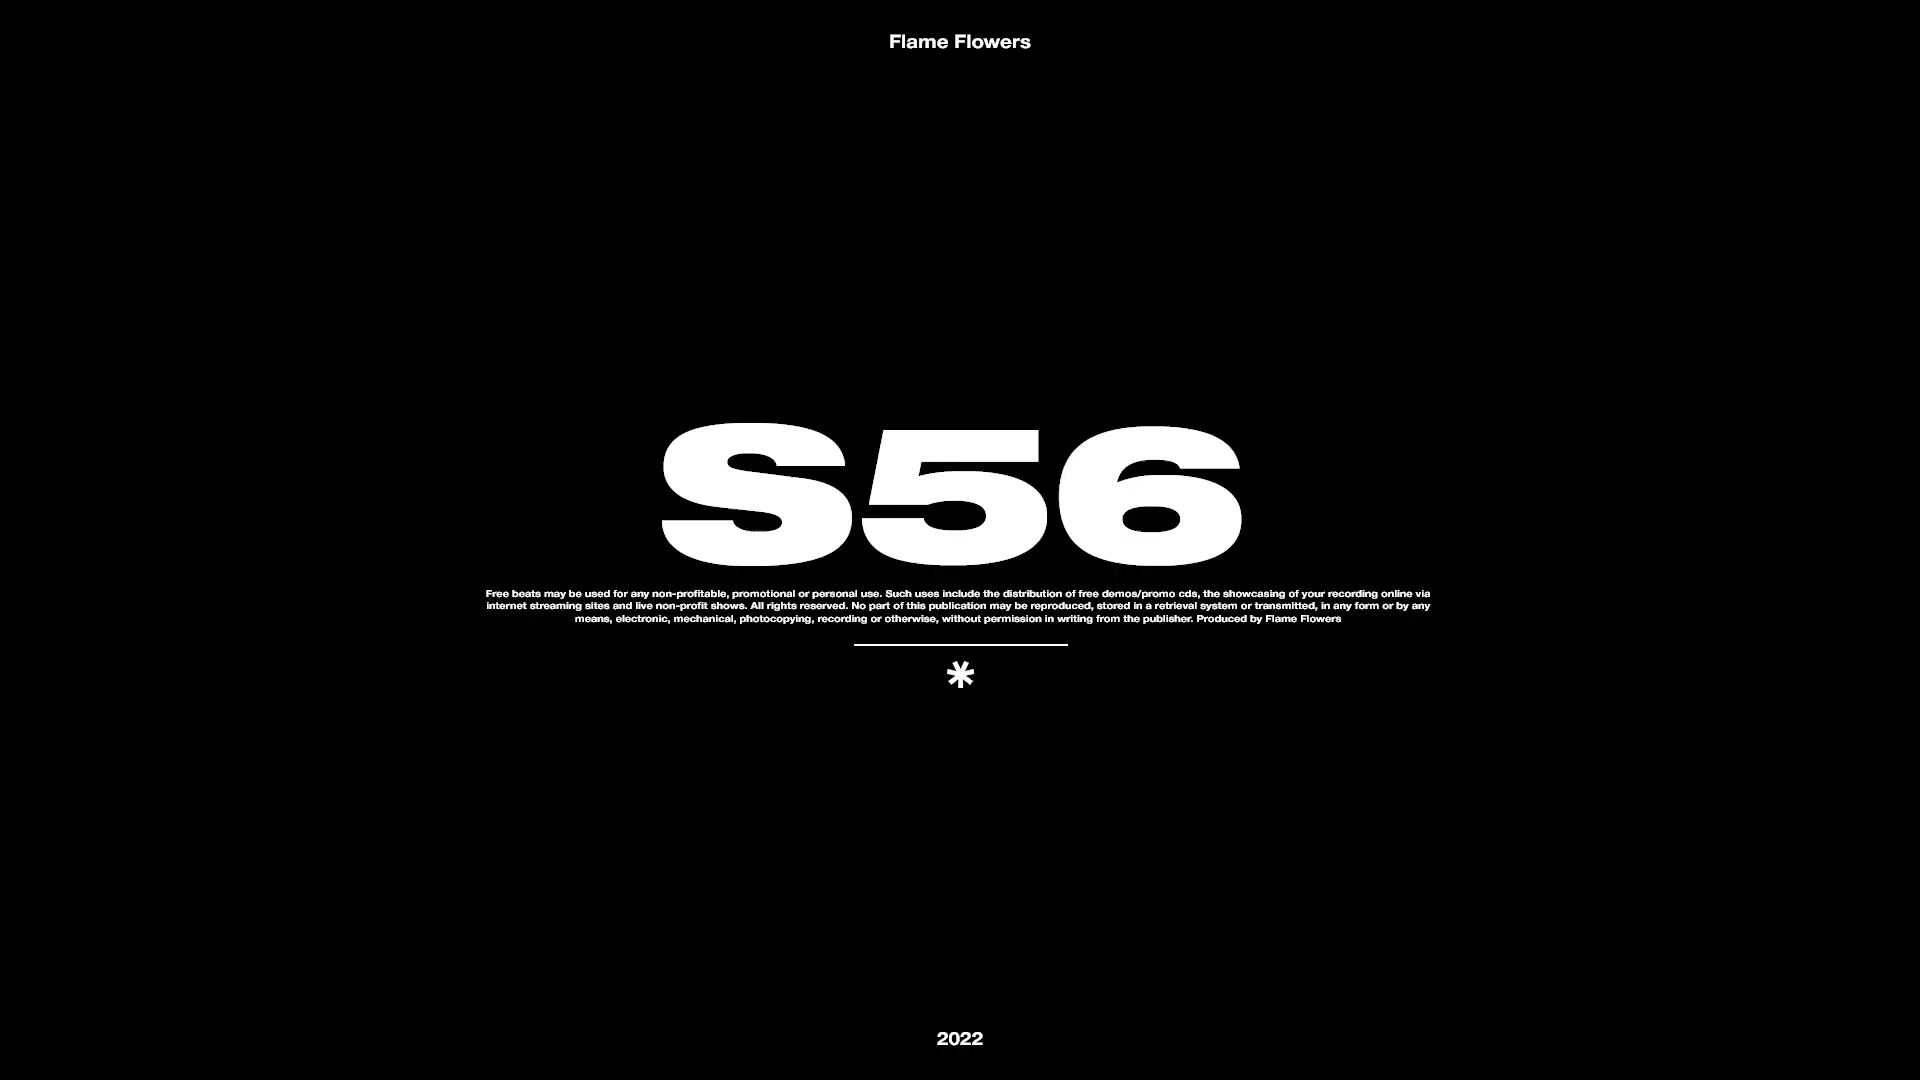 Flame Flowers
S56
Free beats may be used for any non-profitable, promotional or personal use. Such uses include the distribution of free demos/promo cds, the showcasing of your recording online via
internet streaming sites and live non-profit shows. All rights reserved. No part of this publication may be reproduced, stored in a retrieval system or transmitted, in any form or by any
means, electronic, mechanical, photocopying, recording or otherwise, without permission in writing from the publisher. Produced by Flame Flowers
*
2022